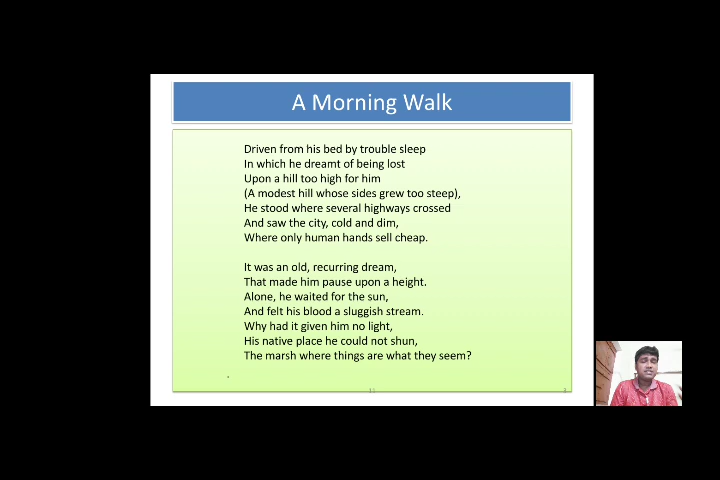 A Morning Walk
Driven from his bed by trouble sleep
In which he dreamt of being lost
Upon a hill too high for him
(A modest hill whose sides grew too steep),
He stood where several highways crossed
And saw the city, cold and dim,
Where only human hands sell cheap.
It was an old, recurring dream,
That made him pause upon a height.
Alone, he waited for the sun,
And felt his blood a sluggish stream.
Why had it given him no light,
His native place he could not shun,
The marsh where things are what they seem?